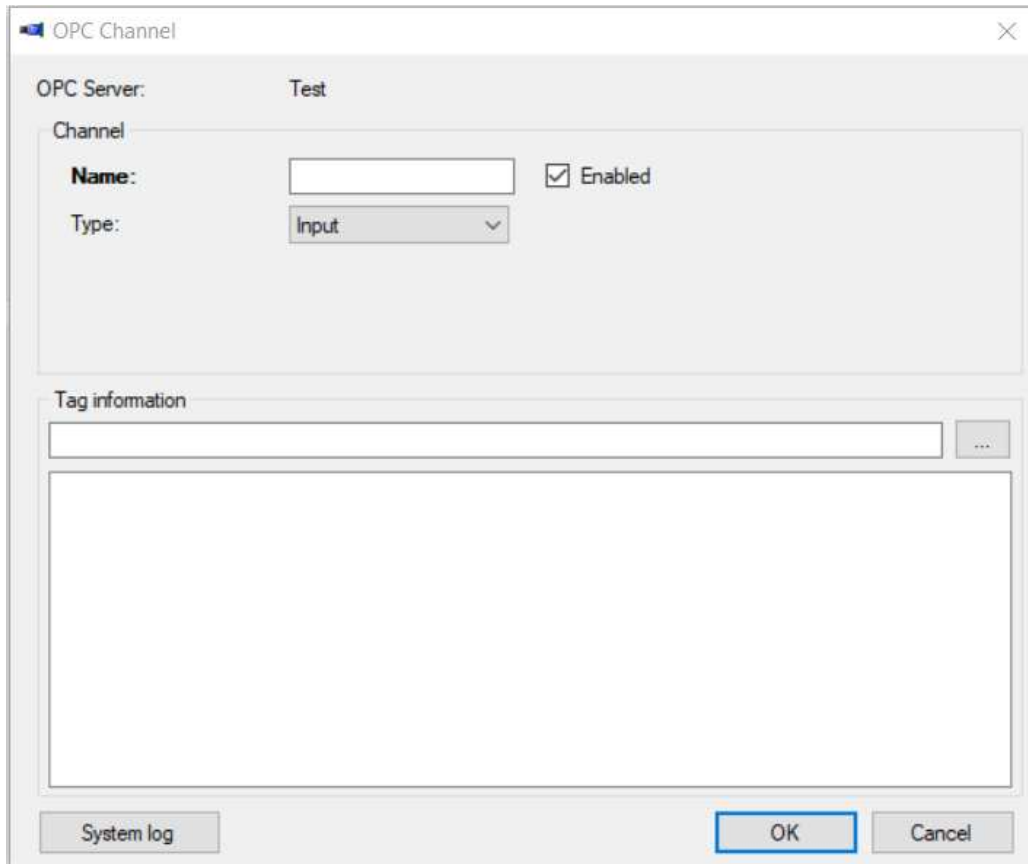 OPC Channel
OPC Server: Test
Channel
Name: Enabled
Type: Input
Tag information
...
System log OK Cancel